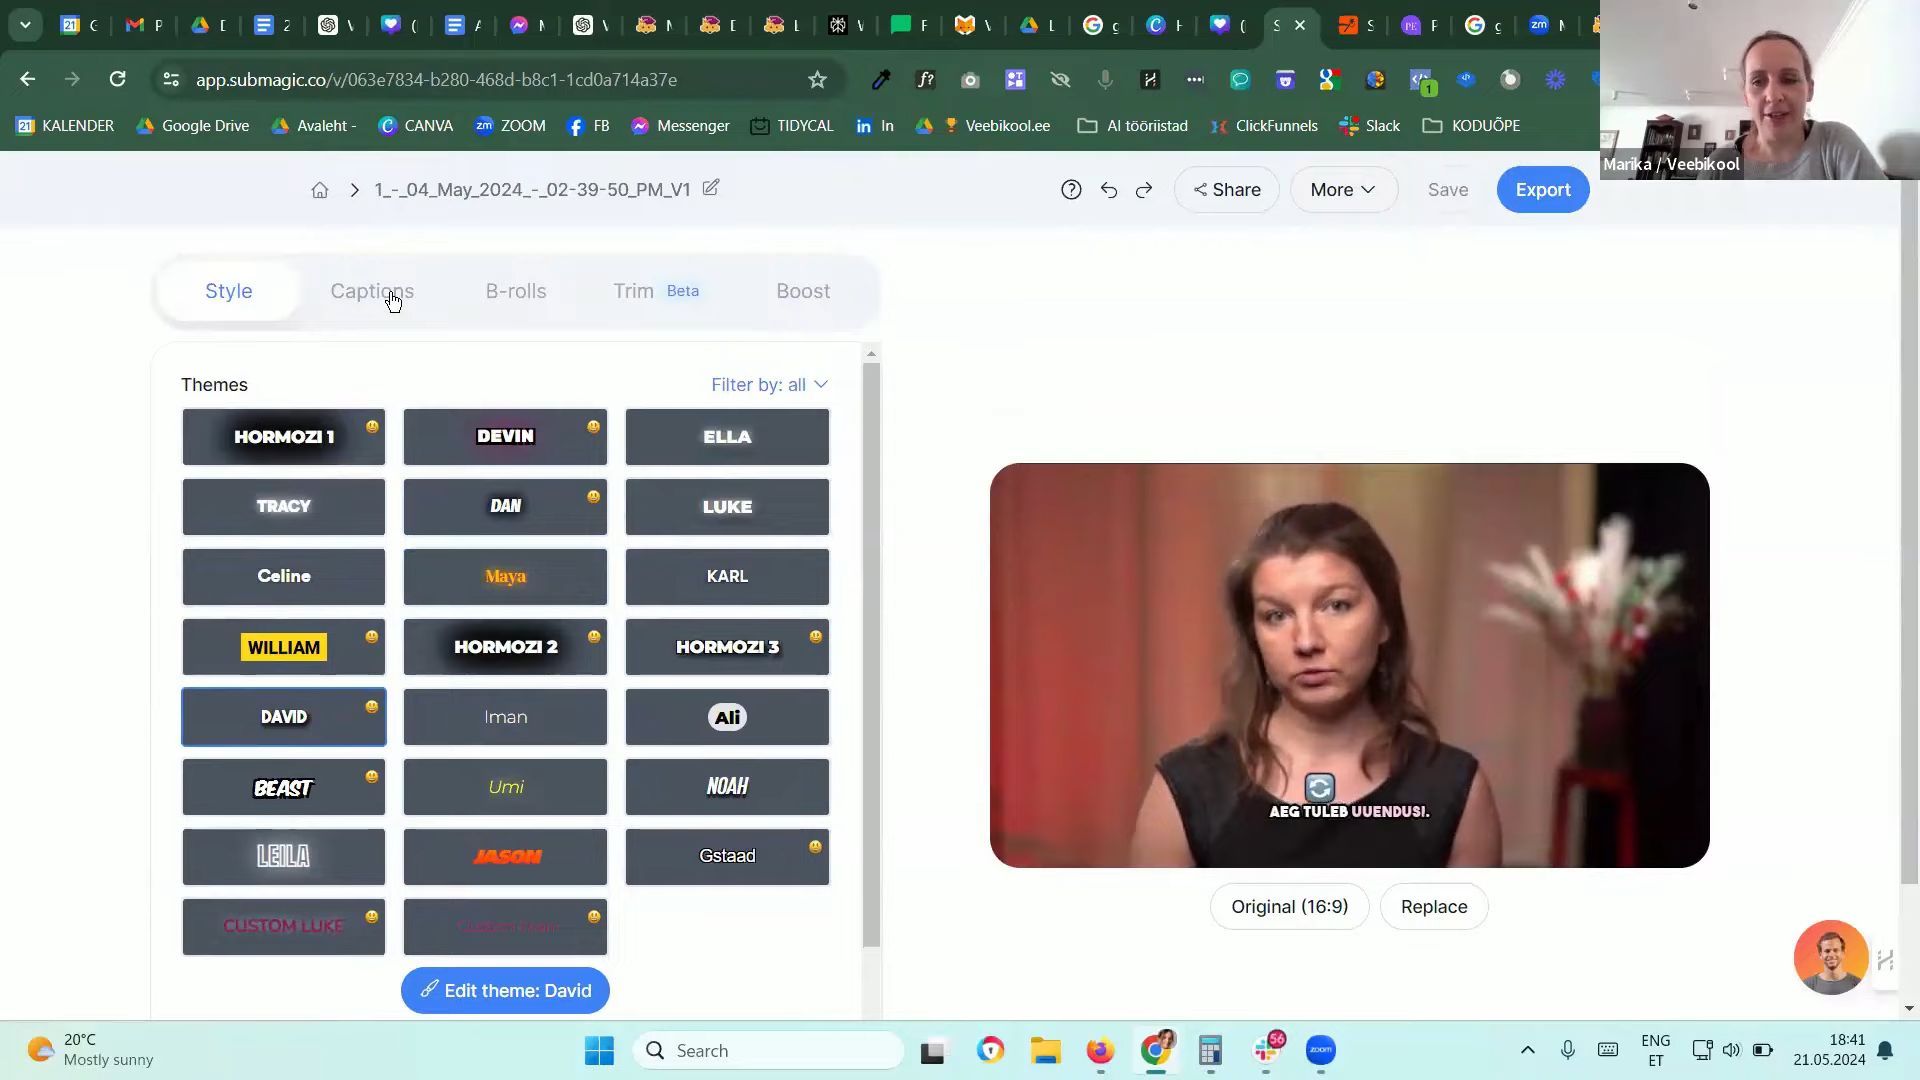 C
P
D
2
V
(
A
N
V
D
L
V
F
V
L
g
H
(
S
S
F
g
N
app.submagic.co/v/063e7834-b280-468d-b8c1-1cd0a714a37e
1
KALENDER
Google Drive
Avaleht -
CANVA
ZOOM
FB
Messenger
TIDYCAL
In
Veebikool.ee
AI tööriistad
ClickFunnels
Slack
KODUÕPE
Marika / Veebikool
1_-_04_May_2024_-_02-39-50_PM_V1
Share
More
Save
Export
Style
Captions
B-rolls
Trim Beta
Boost
Themes
Filter by: all
HORMOZI 1
DEVIN
ELLA
TRACY
DAN
LUKE
Celine
Maya
KARL
WILLIAM
HORMOZI 2
HORMOZI 3
DAVID
Iman
Ali
BEAST
Umi
NOAH
LEILA
JASON
Gstaad
CUSTOM LUKE
Edit theme: David
AEG TULEB UUENDUSI.
Original (16:9)
Replace
20°C
Mostly sunny
Search
56
zoom
ENG
ET
18:41
21.05.2024